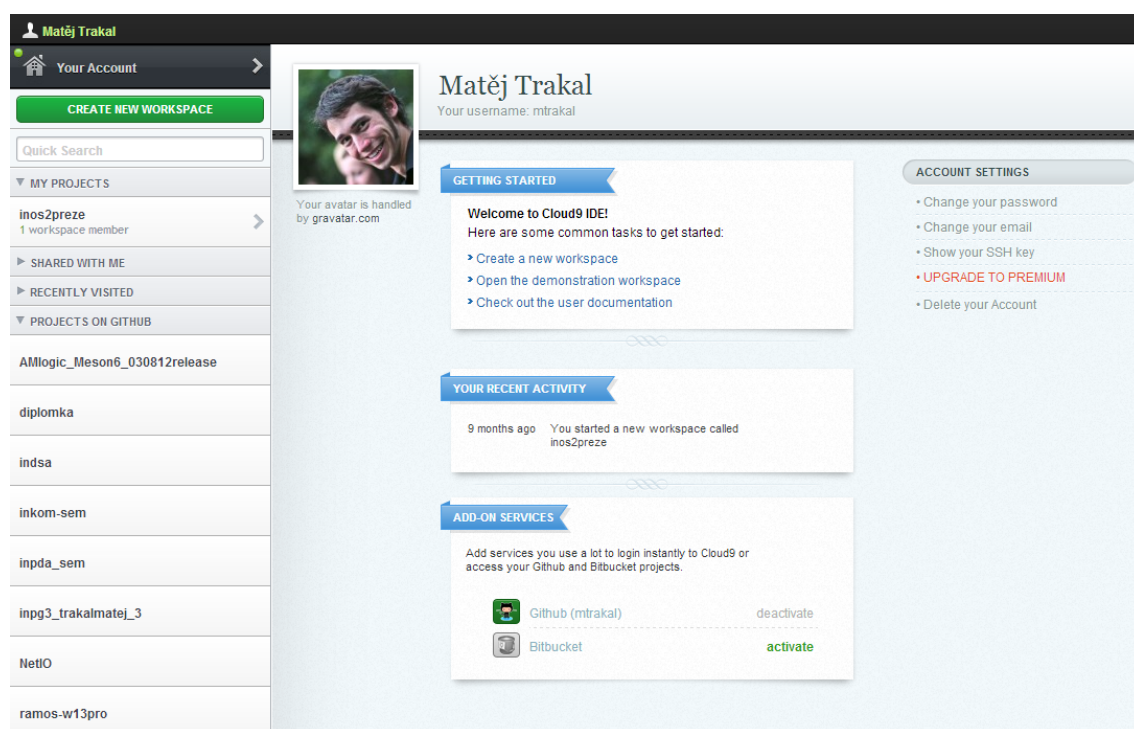 Matěj Trakal
Your Account
CREATE NEW WORKSPACE
Quick Search
MY PROJECTS
inos2preze
1 workspace member
SHARED WITH ME
RECENTLY VISITED
PROJECTS ON GITHUB
AMlogic_Meson6_030812release
diplomka
indsa
inkom-sem
inpda_sem
inpg3_trakalmatej_3
NetIO
ramos-w13pro
Matěj Trakal
Your username: mtrakal
Your avatar is handled
by gravatar.com
GETTING STARTED
Welcome to Cloud9 IDE!
Here are some common tasks to get started:
Create a new workspace
Open the demonstration workspace
Check out the user documentation
YOUR RECENT ACTIVITY
9 months ago You started a new workspace called
inos2preze
ADD-ON SERVICES
Add services you use a lot to login instantly to Cloud9 or
access your Github and Bitbucket projects.
Github (mtrakal) deactivate
Bitbucket activate
ACCOUNT SETTINGS
• Change your password
• Change your email
• Show your SSH key
• UPGRADE TO PREMIUM
• Delete your Account